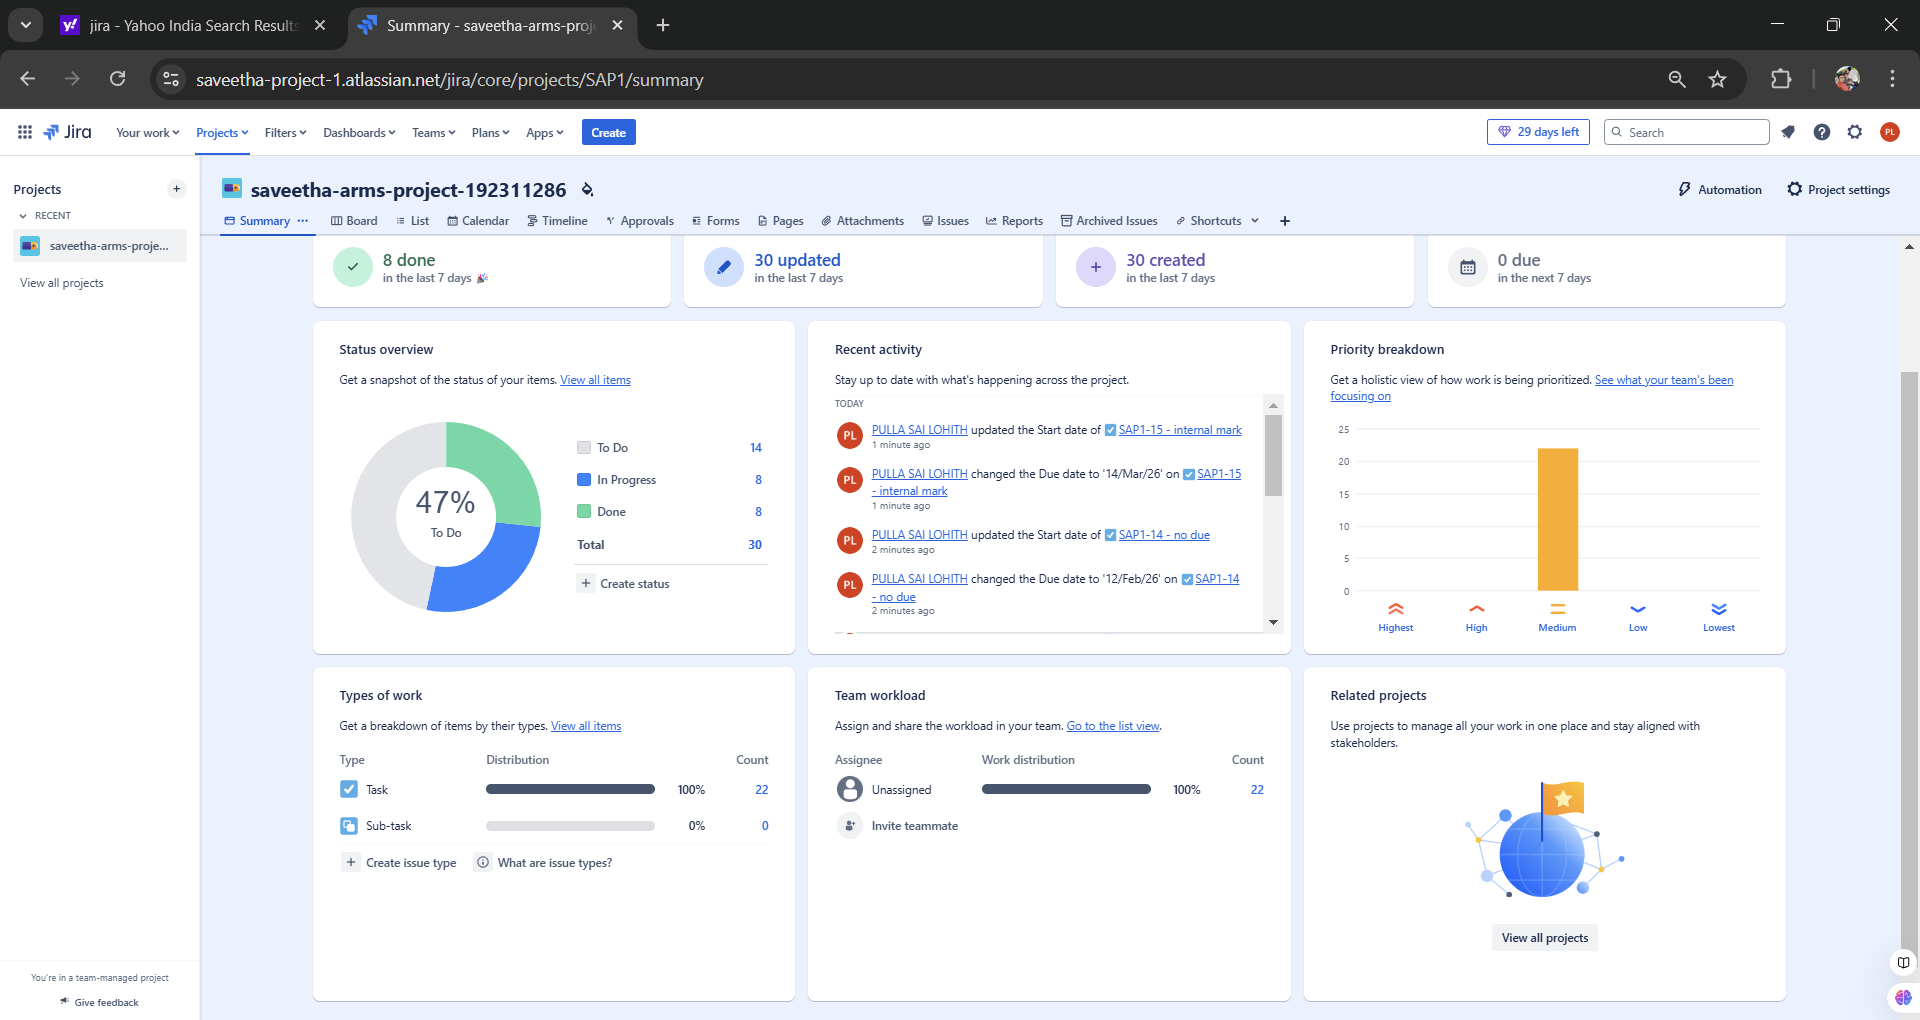 jira - Yahoo India Search Results
Summary - saveetha-arms-proj
saveetha-project-1.atlassian.net/jira/core/projects/SAP1/summary
Jira
Your work
Projects
Filters
Dashboards
Teams
Plans
Apps
Create
29 days left
Search
PL
Projects
RECENT
saveetha-arms-proje...
View all projects
saveetha-arms-project-192311286
Automation
Project settings
Summary
Board
List
Calendar
Timeline
Approvals
Forms
Pages
Attachments
Issues
Reports
Archived Issues
Shortcuts
8 done
in the last 7 days 🎉
30 updated
in the last 7 days
30 created
in the last 7 days
0 due
in the next 7 days
Status overview
Get a snapshot of the status of your items. View all items
47%
To Do
To Do 14
In Progress 8
Done 8
Total 30
Create status
Recent activity
Stay up to date with what's happening across the project.
TODAY
PL
PULLA SAI LOHITH updated the Start date of SAP1-15 - internal mark
1 minute ago
PL
PULLA SAI LOHITH changed the Due date to '14/Mar/26' on SAP1-15
- internal mark
1 minute ago
PL
PULLA SAI LOHITH updated the Start date of SAP1-14 - no due
2 minutes ago
PL
PULLA SAI LOHITH changed the Due date to '12/Feb/26' on SAP1-14
- no due
2 minutes ago
Priority breakdown
Get a holistic view of how work is being prioritized. See what your team's been
focusing on
25
20
15
10
5
0
Highest
High
Medium
Low
Lowest
Types of work
Get a breakdown of items by their types. View all items
Type Distribution Count
Task 100% 22
Sub-task 0% 0
Create issue type
What are issue types?
Team workload
Assign and share the workload in your team. Go to the list view.
Assignee Work distribution Count
Unassigned 100% 22
Invite teammate
Related projects
Use projects to manage all your work in one place and stay aligned with
stakeholders.
View all projects
You're in a team-managed project
Give feedback